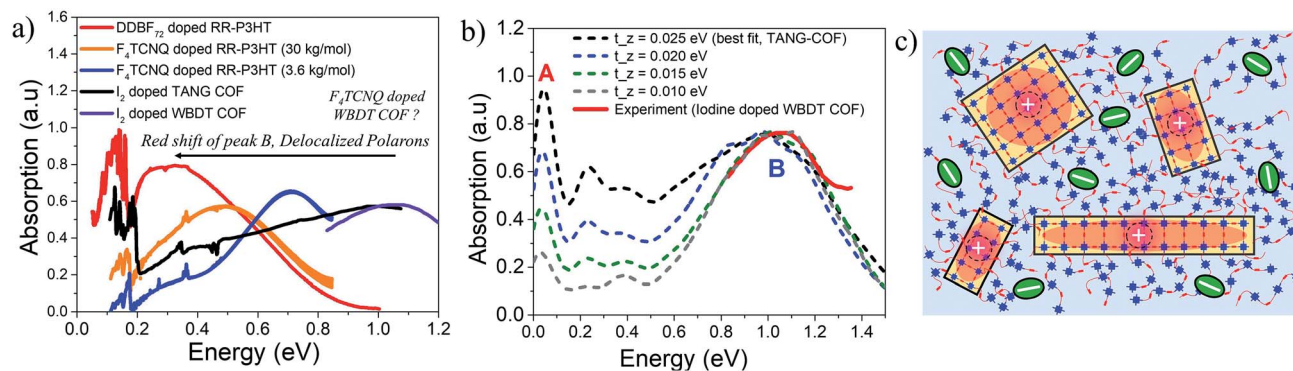 a)
1.6
1.4
1.2
1.0
0.8
0.6
0.4
0.2
0.0
Absorption (a.u)
DDBF72 doped RR-P3HT
F4TCNQ doped RR-P3HT (30 kg/mol)
F4TCNQ doped RR-P3HT (3.6 kg/mol)
I2 doped TANG COF
I2 doped WBDT COF
F4TCNQ doped
WBDT COF ?
Red shift of peak B, Delocalized Polarons
0.0 0.2 0.4 0.6 0.8 1.0 1.2
Energy (eV)
b)
1.4
1.2
1.0
0.8
0.6
0.4
0.2
0.0
Absorption (a.u)
t_z = 0.025 eV (best fit, TANG-COF)
t_z = 0.020 eV
t_z = 0.015 eV
t_z = 0.010 eV
Experiment (Iodine doped WBDT COF)
A
B
0.0 0.2 0.4 0.6 0.8 1.0 1.2 1.4
Energy (eV)
c)
+
+
+
+